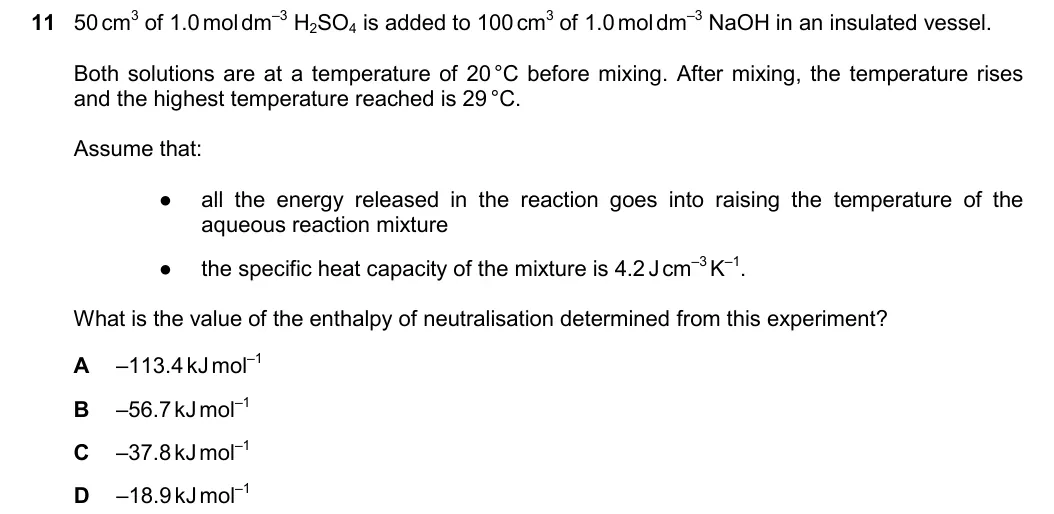 11 50 cm³ of 1.0 mol dm⁻³ H₂SO₄ is added to 100 cm³ of 1.0 mol dm⁻³ NaOH in an insulated vessel.
Both solutions are at a temperature of 20 °C before mixing. After mixing, the temperature rises
and the highest temperature reached is 29 °C.
Assume that:
● all the energy released in the reaction goes into raising the temperature of the
aqueous reaction mixture
● the specific heat capacity of the mixture is 4.2 J cm⁻³ K⁻¹.
What is the value of the enthalpy of neutralisation determined from this experiment?
A –113.4 kJ mol⁻¹
B –56.7 kJ mol⁻¹
C –37.8 kJ mol⁻¹
D –18.9 kJ mol⁻¹